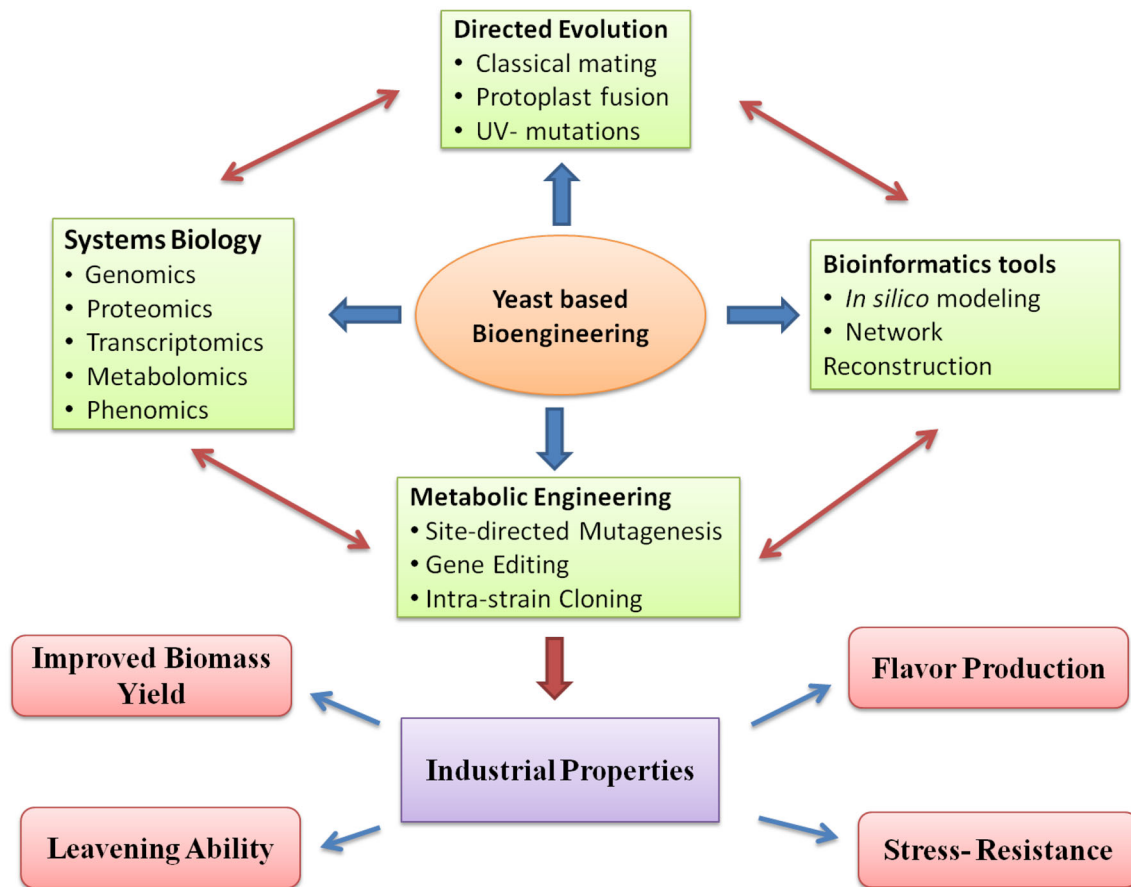 Directed Evolution
• Classical mating
• Protoplast fusion
• UV- mutations
Systems Biology
• Genomics
• Proteomics
• Transcriptomics
• Metabolomics
• Phenomics
Yeast based
Bioengineering
Bioinformatics tools
• In silico modeling
• Network
Reconstruction
Metabolic Engineering
• Site-directed Mutagenesis
• Gene Editing
• Intra-strain Cloning
Improved Biomass
Yield
Flavor Production
Industrial Properties
Leavening Ability
Stress- Resistance